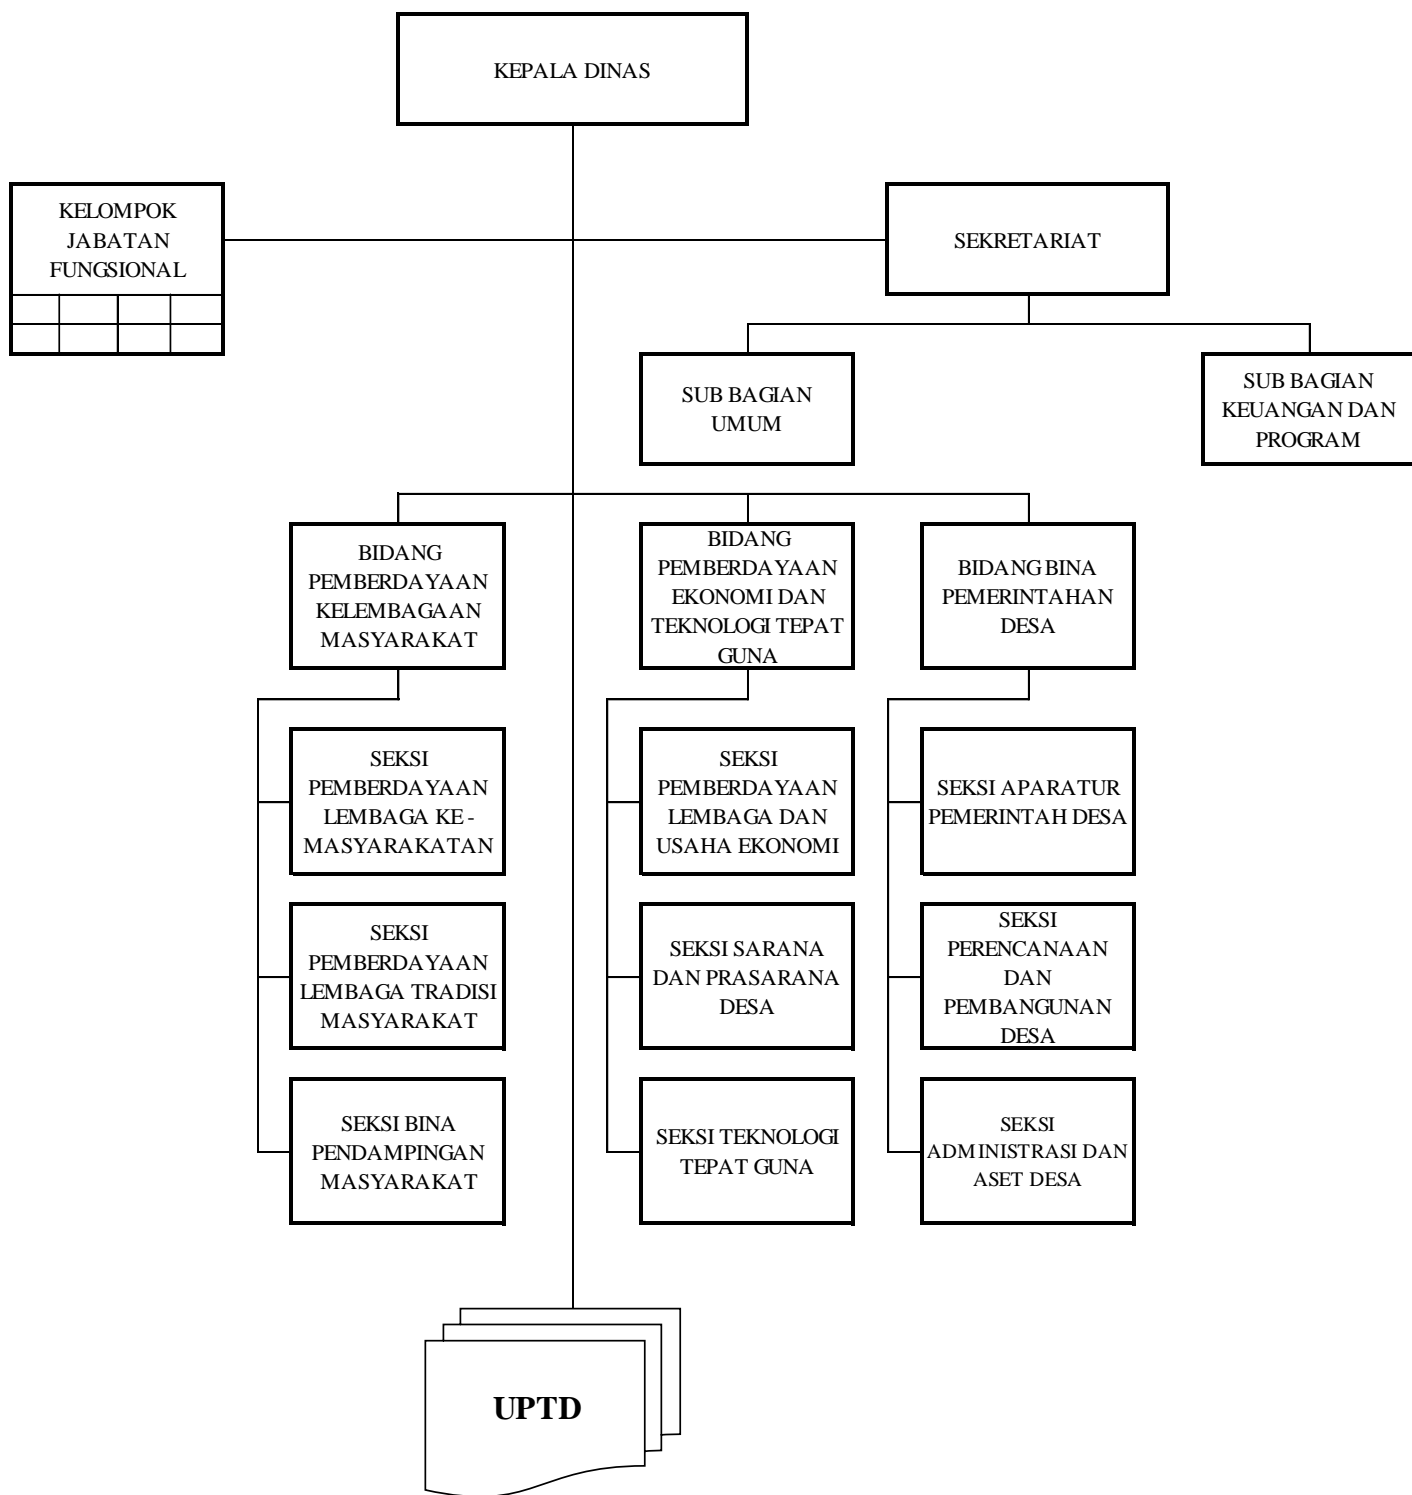 KEPALA DINAS
KELOMPOK
JABATAN
FUNGSIONAL
SEKRETARIAT
SUB BAGIAN
UMUM
SUB BAGIAN
KEUANGAN DAN
PROGRAM
BIDANG
PEMBERDAYAAN
KELEMBAGAAN
MASYARAKAT
BIDANG
PEMBERDAYAAN
EKONOMI DAN
TEKNOLOGI TEPAT
GUNA
BIDANG BINA
PEMERINTAHAN
DESA
SEKSI
PEMBERDAYAAN
LEMBAGA KE -
MASYARAKATAN
SEKSI
PEMBERDAYAAN
LEMBAGA DAN
USAHA EKONOMI
SEKSI APARATUR
PEMERINTAH DESA
SEKSI
PEMBERDAYAAN
LEMBAGA TRADISI
MASYARAKAT
SEKSI SARANA
DAN PRASARANA
DESA
SEKSI
PERENCANAAN
DAN
PEMBANGUNAN
DESA
SEKSI BINA
PENDAMPINGAN
MASYARAKAT
SEKSI TEKNOLOGI
TEPAT GUNA
SEKSI
ADMINISTRASI DAN
ASET DESA
UPTD